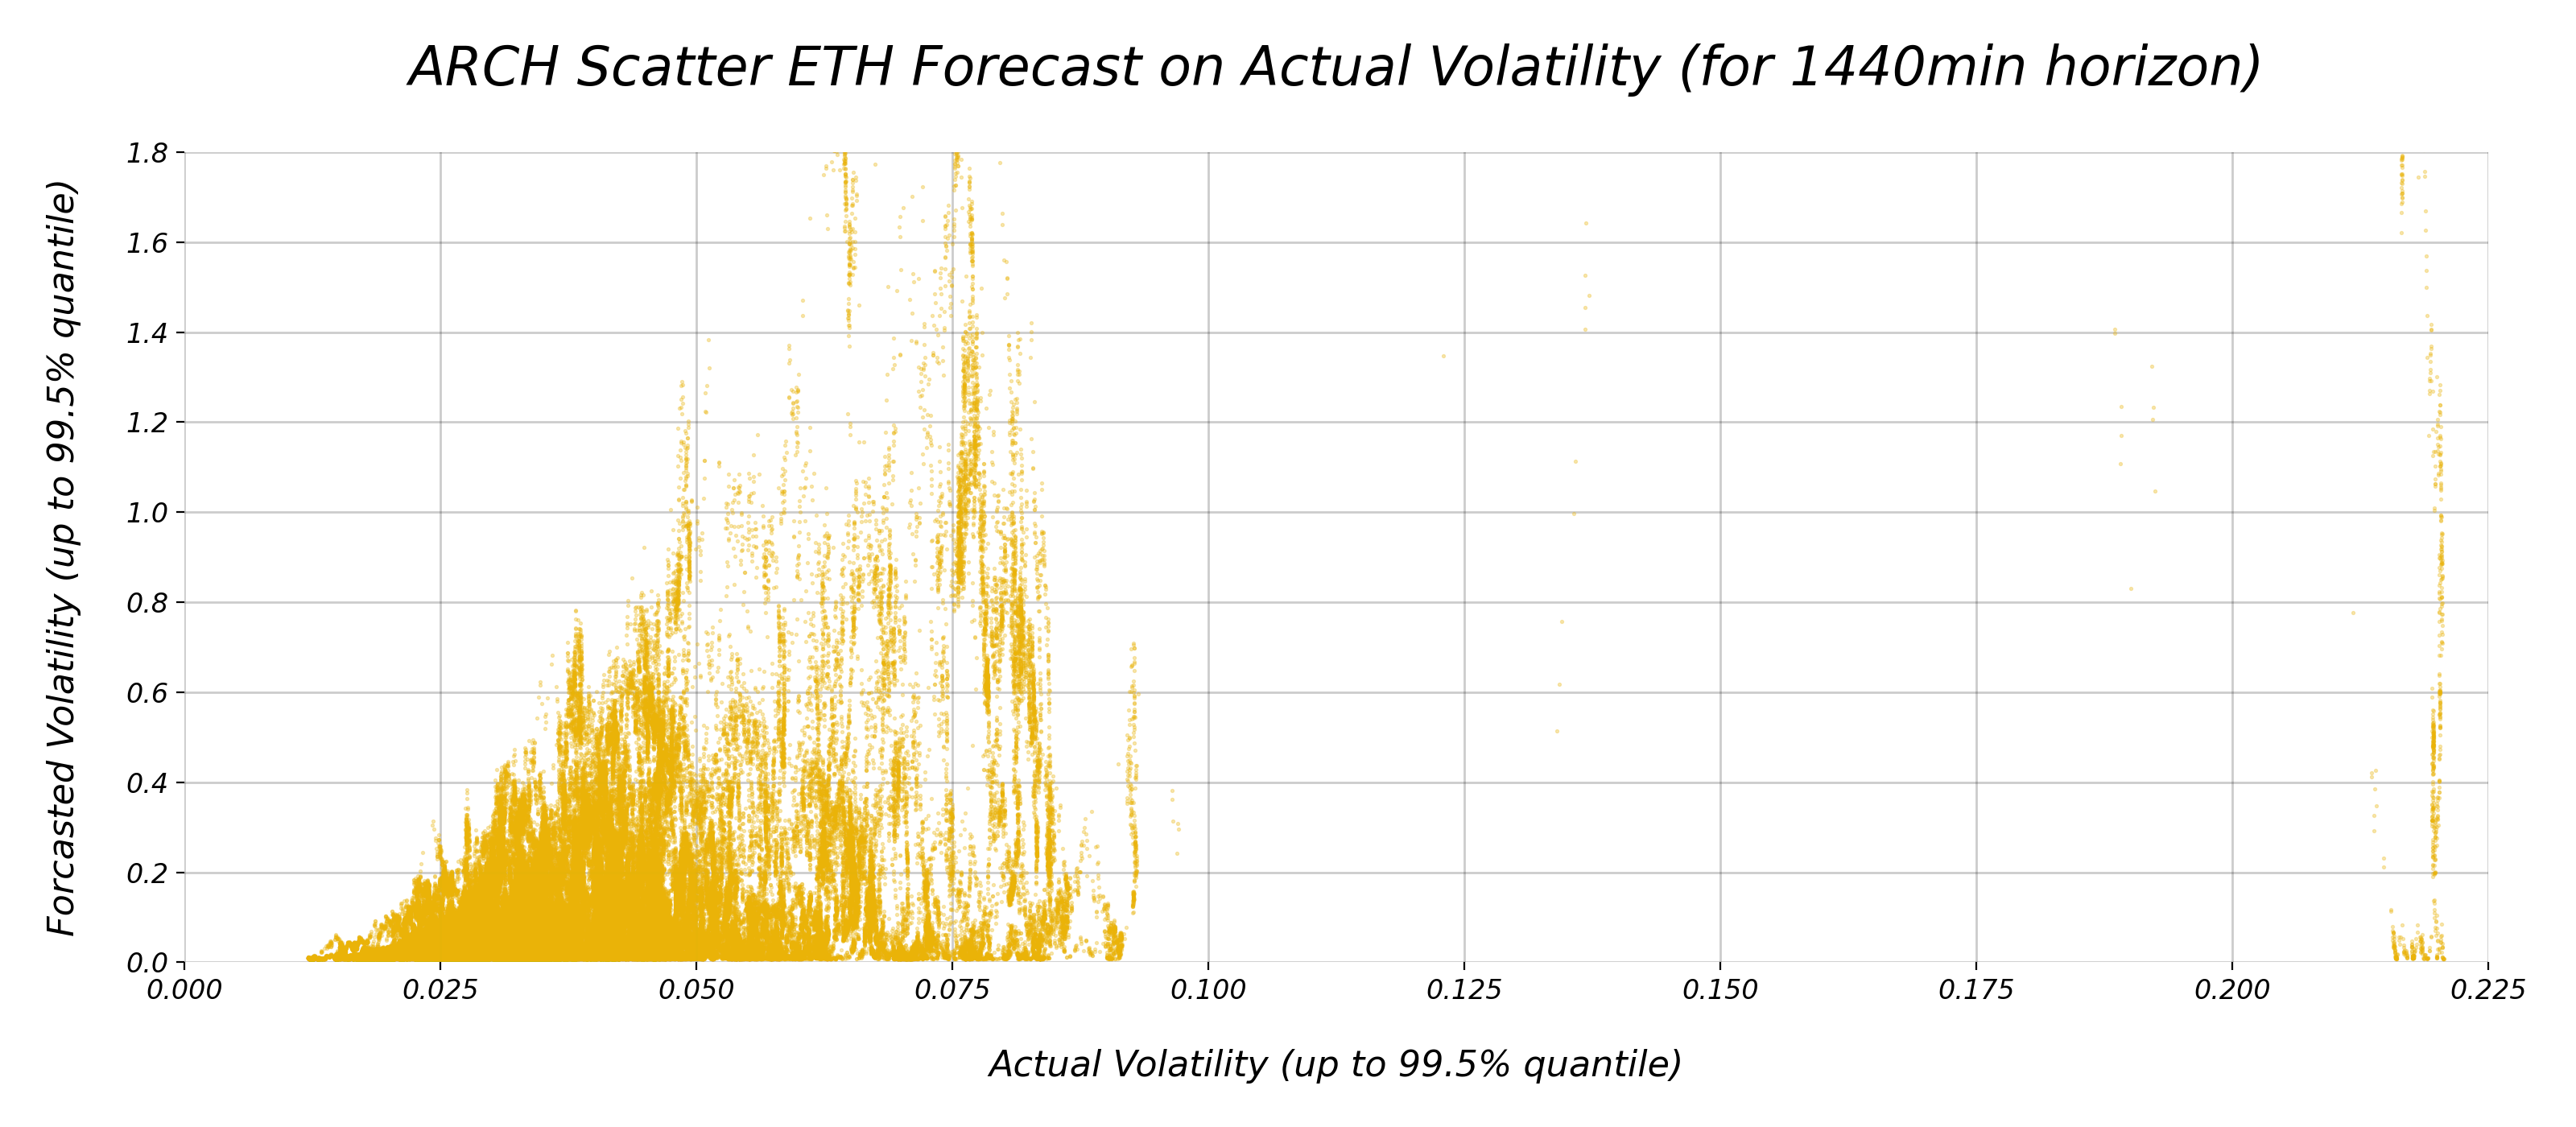 ARCH Scatter ETH Forecast on Actual Volatility (for 1440min horizon)
Forcasted Volatility (up to 99.5% quantile)
1.8
1.6
1.4
1.2
1.0
0.8
0.6
0.4
0.2
0.0
0.000 0.025 0.050 0.075 0.100 0.125 0.150 0.175 0.200 0.225
Actual Volatility (up to 99.5% quantile)